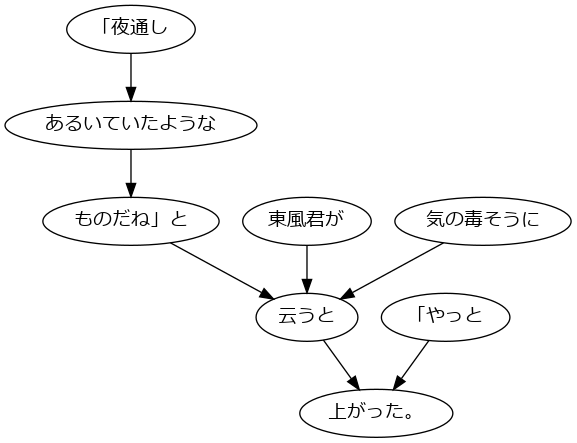 「夜通し
あるいていたような
ものだね」と
東風君が
気の毒そうに
云うと
「やっと
上がった。